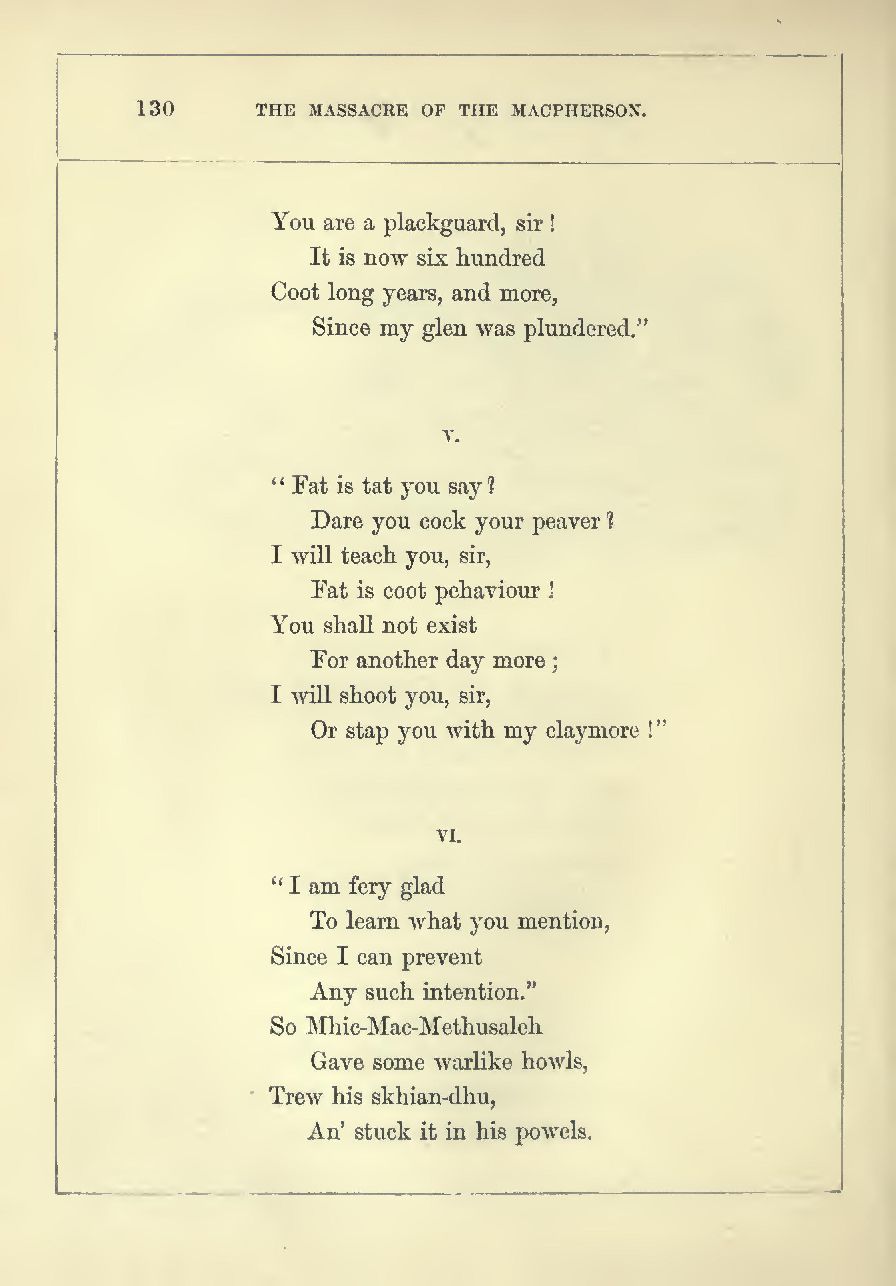 130 THE MASSACRE OF THE MACPHERSON.
You are a plackguard, sir!
It is now six hundred
Coot long years, and more,
Since my glen was plundered."
V.
"Fat is tat you say?
Dare you cock your peaver?
I will teach you, sir,
Fat is coot pehaviour!
You shall not exist
For another day more;
I will shoot you, sir,
Or stap you with my claymore!"
VI.
"I am fery glad
To learn what you mention,
Since I can prevent
Any such intention."
So Mhic-Mac-Methusaleh
Gave some warlike howls,
Trew his skhian-dhu,
An' stuck it in his powels.